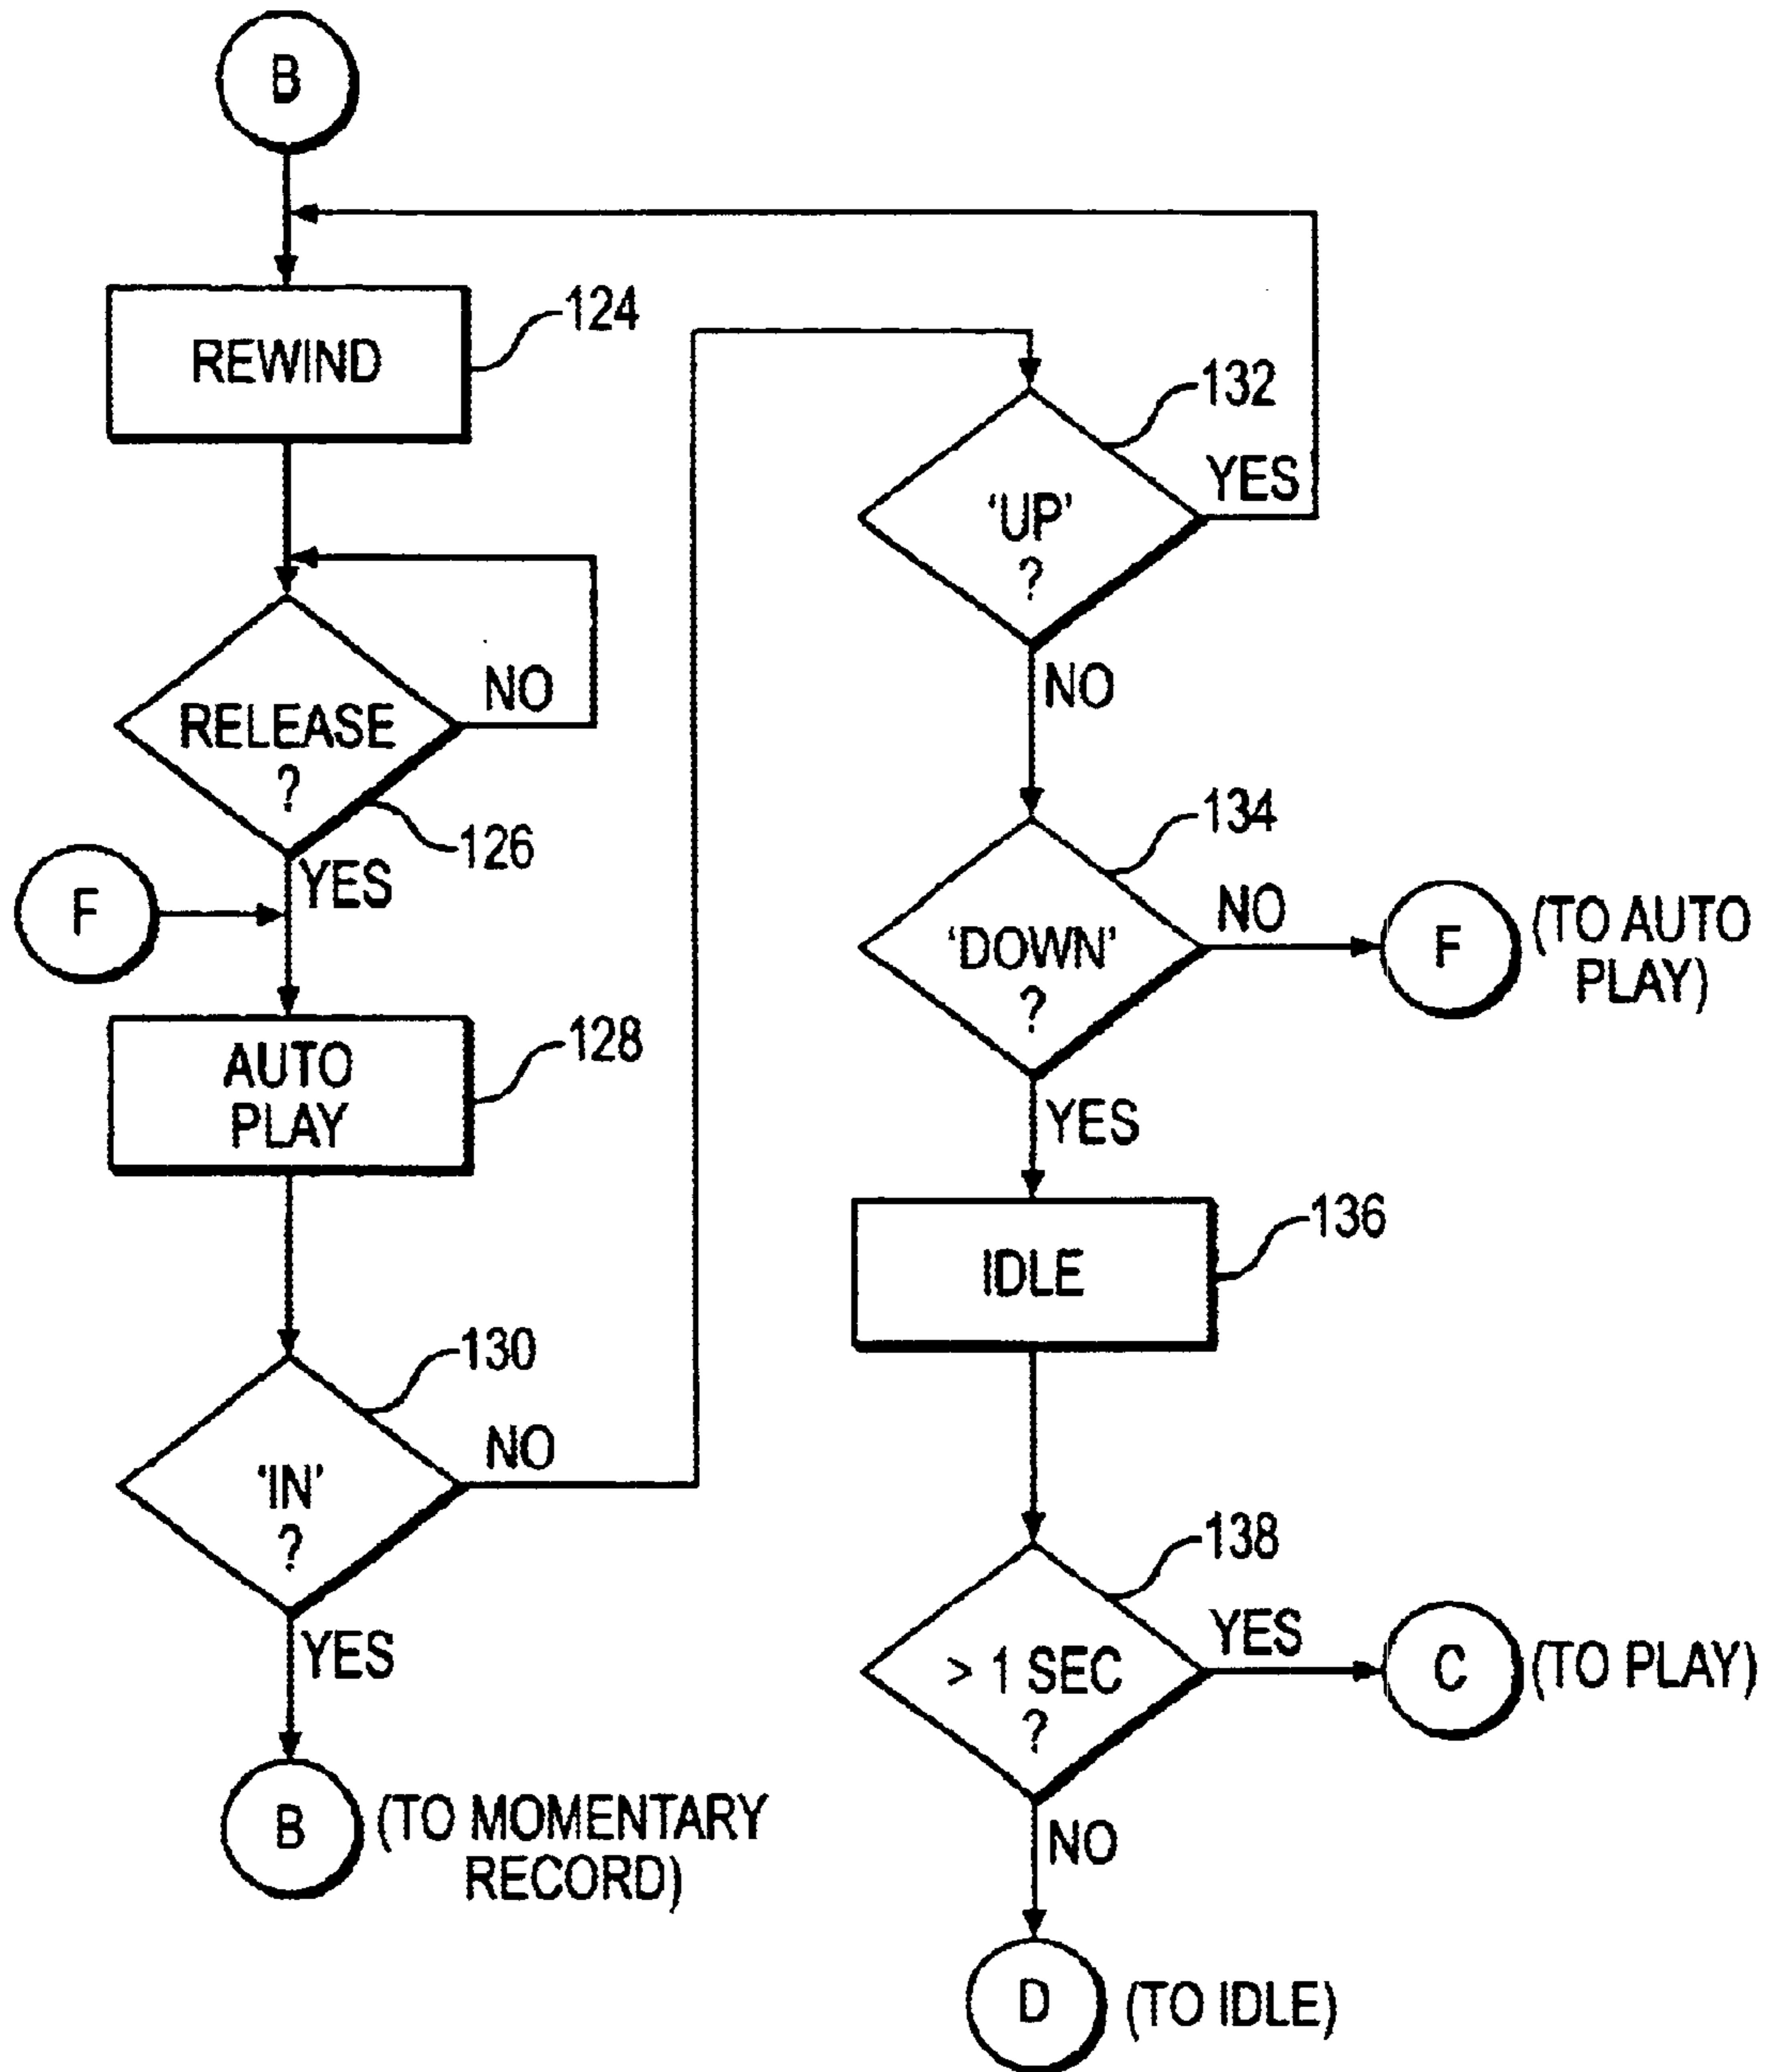 B
REWIND
124
RELEASE
?
NO
126
YES
F
AUTO
PLAY
128
130
'IN'
?
NO
YES
B
(TO MOMENTARY
RECORD)
132
'UP'
?
YES
NO
134
'DOWN'
?
NO
F
(TO AUTO
PLAY)
YES
IDLE
136
138
> 1 SEC
?
YES
C
(TO PLAY)
NO
D
(TO IDLE)